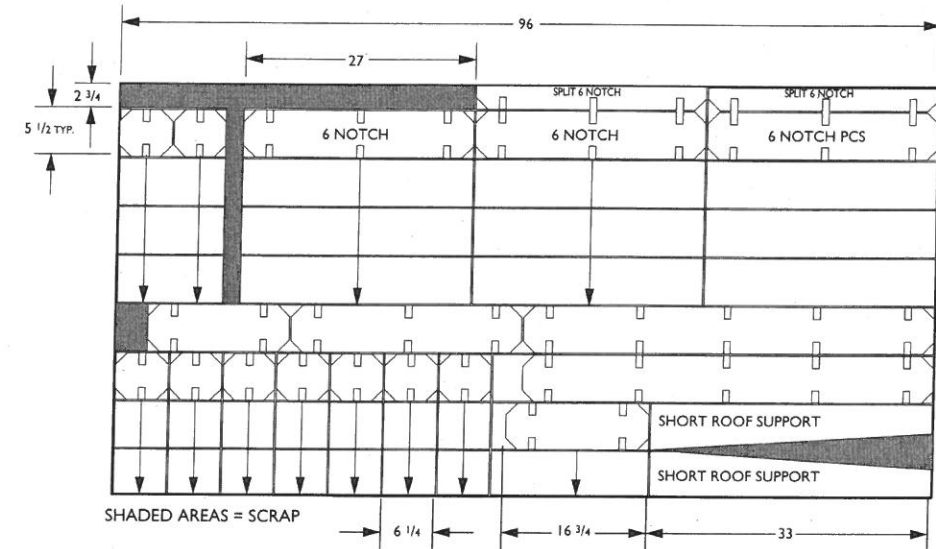 96
27
2 3/4
SPLIT 6 NOTCH
SPLIT 6 NOTCH
5 1/2 TYP.
6 NOTCH
6 NOTCH
6 NOTCH PCS
SHORT ROOF SUPPORT
SHORT ROOF SUPPORT
SHADED AREAS = SCRAP
6 1/4
16 3/4
33